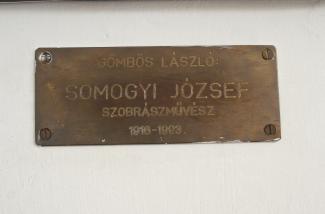 GÖMBÖS LÁSZLÓ:
SOMOGYI JÓZSEF
SZOBRÁSZMŰVÉSZ
1916-1993.